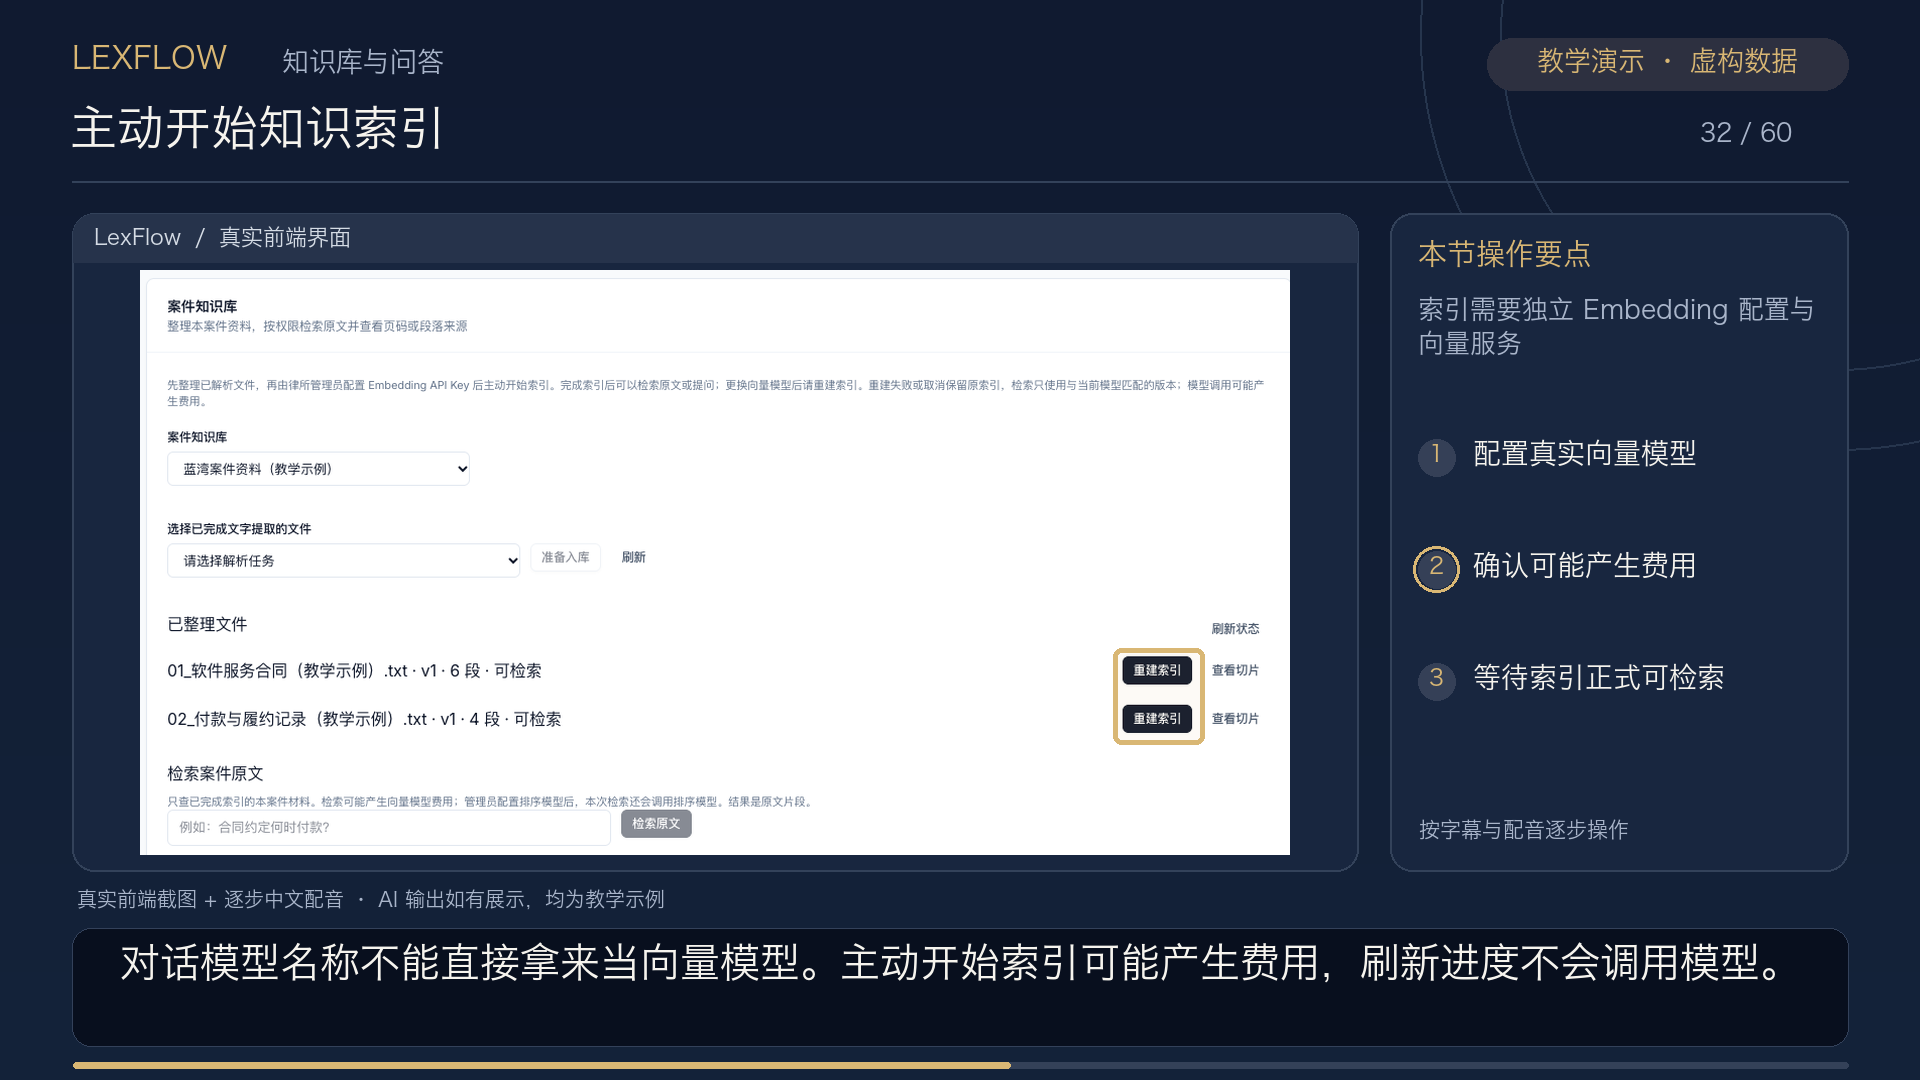 LEXFLOW 知识库与问答
教学演示 · 虚构数据
主动开始知识索引
32 / 60
LexFlow / 真实前端界面
案件知识库
整理本案件资料，按权限检索原文并查看页码或段落来源
先整理已解析文件，再由律所管理员配置 Embedding API Key 后主动开始索引。完成索引后可以检索原文或提问；更换向量模型后请重建索引。重建失败或取消保留原索引，检索只使用与当前模型匹配的版本；模型调用可能产
生费用。
案件知识库
蓝湾案件资料（教学示例）
选择已完成文字提取的文件
请选择解析任务 准备入库 刷新
已整理文件 刷新状态
01_软件服务合同（教学示例）.txt · v1 · 6 段 · 可检索 重建索引 查看切片
02_付款与履约记录（教学示例）.txt · v1 · 4 段 · 可检索 重建索引 查看切片
检索案件原文
只查已完成索引的本案件材料。检索可能产生向量模型费用；管理员配置排序模型后，本次检索还会调用排序模型。结果是原文片段。
例如：合同约定何时付款? 检索原文
本节操作要点
索引需要独立 Embedding 配置与
向量服务
1 配置真实向量模型
2 确认可能产生费用
3 等待索引正式可检索
按字幕与配音逐步操作
真实前端截图 + 逐步中文配音 · AI 输出如有展示，均为教学示例
对话模型名称不能直接拿来当向量模型。主动开始索引可能产生费用，刷新进度不会调用模型。